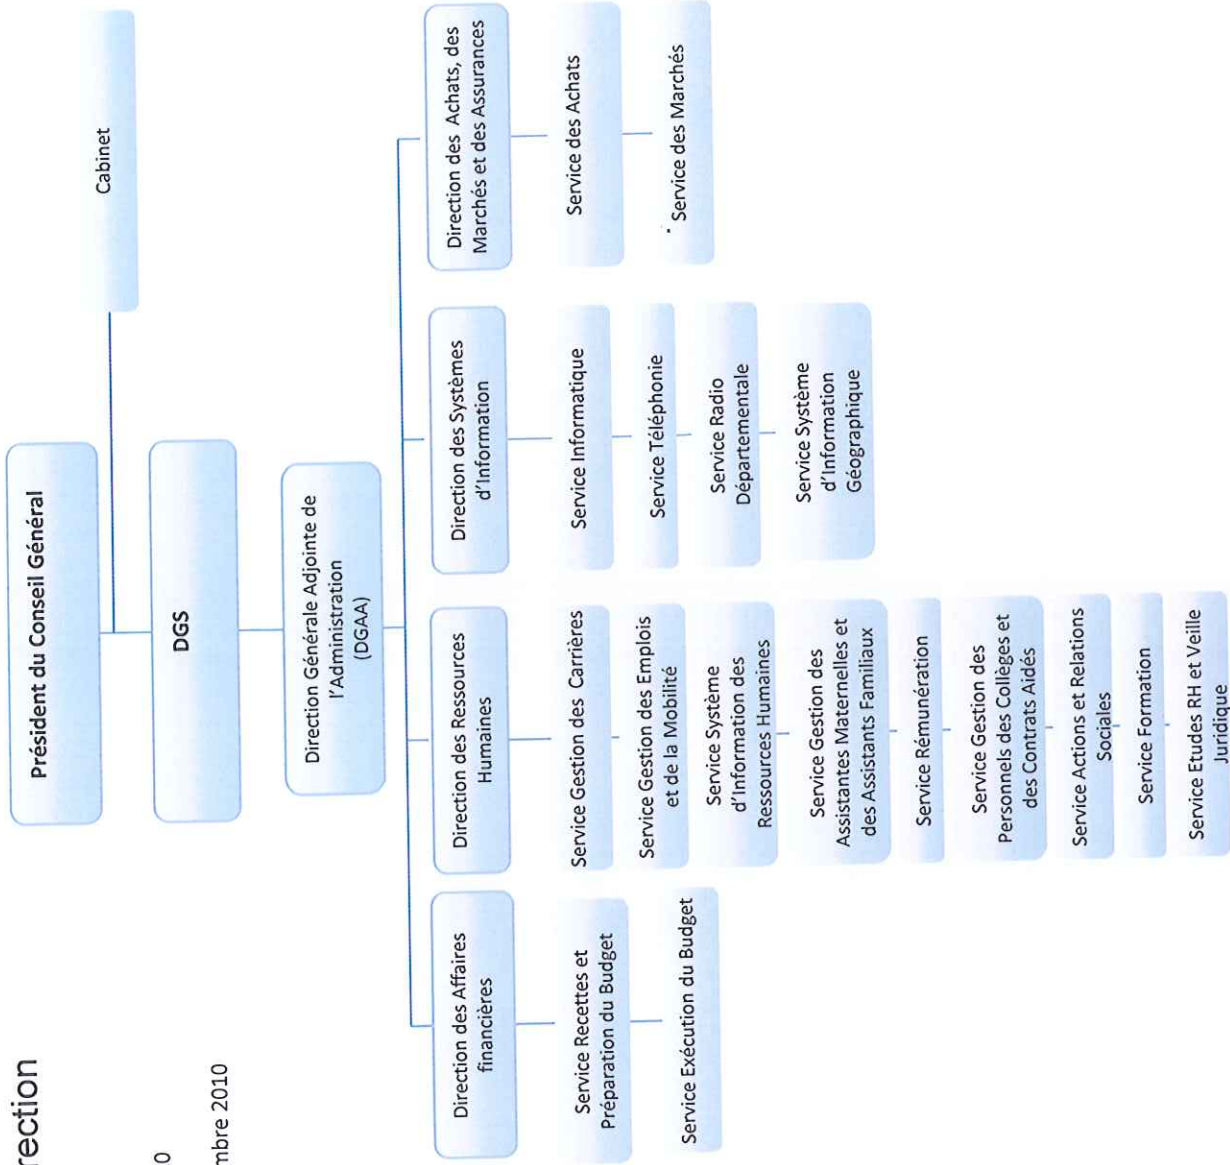 rection
0
mbre 2010
Président du Conseil Général
Cabinet
DGS
Direction Générale Adjointe de
l'Administration
(DGAA)
Direction des Affaires
financières
Service Recettes et
Préparation du Budget
Service Exécution du Budget
Direction des Ressources
Humaines
Service Gestion des Carrières
Service Gestion des Emplois
et de la Mobilité
Service Système
d'Information des
Ressources Humaines
Service Gestion des
Assistantes Maternelles et
des Assistants Familiaux
Service Rémunération
Service Gestion des
Personnels des Collèges et
des Contrats Aidés
Service Actions et Relations
Sociales
Service Formation
Service Etudes RH et Veille
Juridique
Direction des Systèmes
d'Information
Service Informatique
Service Téléphonie
Service Radio
Départementale
Service Système
d'Information
Géographique
Direction des Achats, des
Marchés et des Assurances
Service des Achats
Service des Marchés